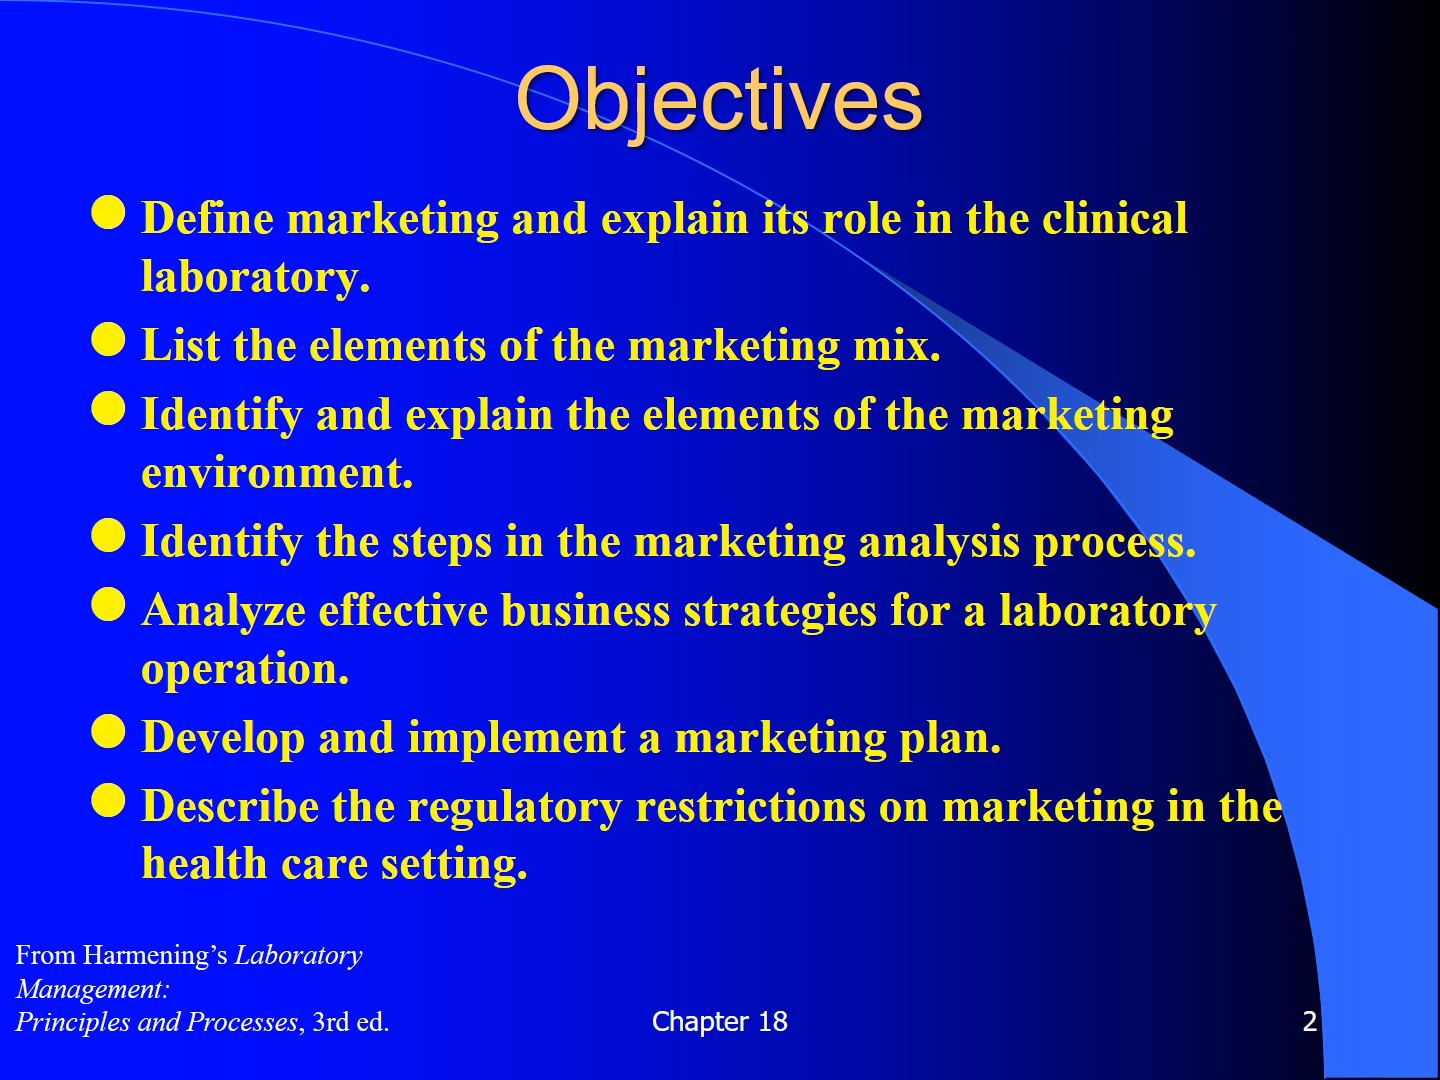 Objectives
Define marketing and explain its role in the clinical
laboratory.
List the elements of the marketing mix.
Identify and explain the elements of the marketing
environment.
Identify the steps in the marketing analysis process.
Analyze effective business strategies for a laboratory
operation.
Develop and implement a marketing plan.
Describe the regulatory restrictions on marketing in the
health care setting.
From Harmening’s Laboratory
Management:
Principles and Processes, 3rd ed.
Chapter 18
2